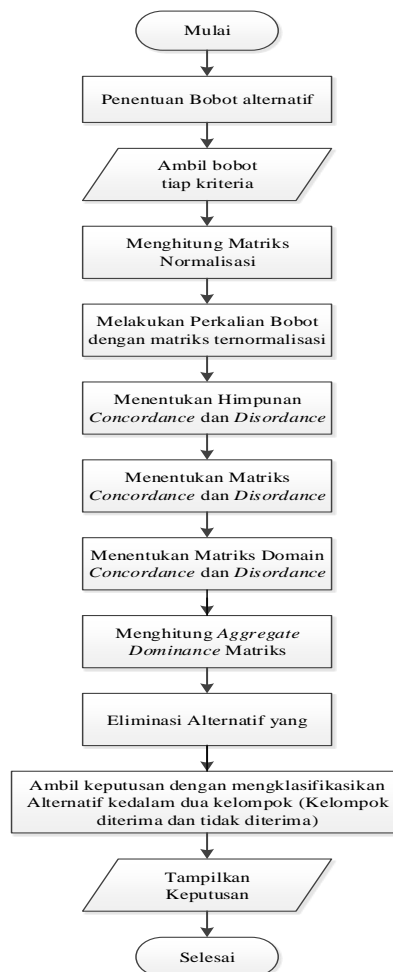 Mulai
Penentuan Bobot alternatif
Ambil bobot
tiap kriteria
Menghitung Matriks
Normalisasi
Melakukan Perkalian Bobot
dengan matriks ternormalisasi
Menentukan Himpunan
Concordance dan Disordance
Menentukan Matriks
Concordance dan Disordance
Menentukan Matriks Domain
Concordance dan Disordance
Menghitung Aggregate
Dominance Matriks
Eliminasi Alternatif yang
Ambil keputusan dengan mengklasifikasikan
Alternatif kedalam dua kelompok (Kelompok
diterima dan tidak diterima)
Tampilkan
Keputusan
Selesai